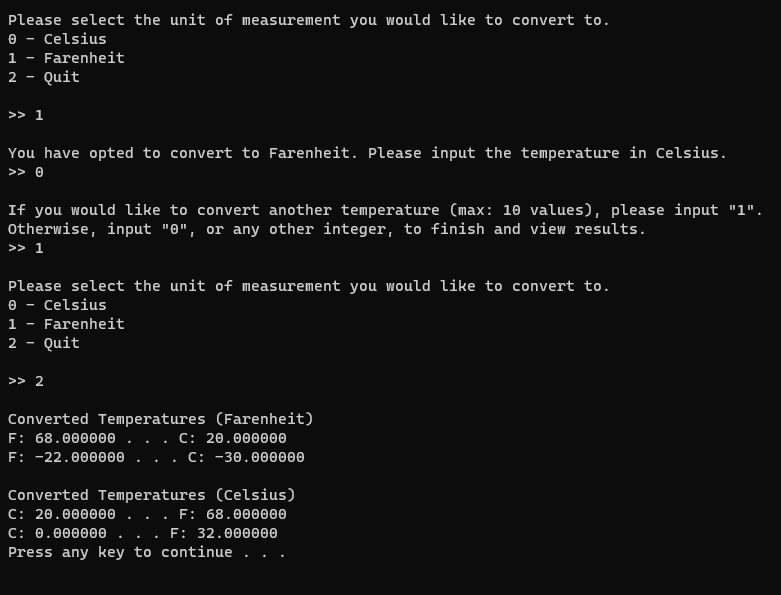 Please select the unit of measurement you would like to convert to.
0 - Celsius
1 - Farenheit
2 - Quit
>> 1
You have opted to convert to Farenheit. Please input the temperature in Celsius.
>> 0
If you would like to convert another temperature (max: 10 values), please input "1".
Otherwise, input "0", or any other integer, to finish and view results.
>> 1
Please select the unit of measurement you would like to convert to.
0 - Celsius
1 - Farenheit
2 - Quit
>> 2
Converted Temperatures (Farenheit)
F: 68.000000 . . . C: 20.000000
F: -22.000000 . . . C: -30.000000
Converted Temperatures (Celsius)
C: 20.000000 . . . F: 68.000000
C: 0.000000 . . . F: 32.000000
Press any key to continue . . .